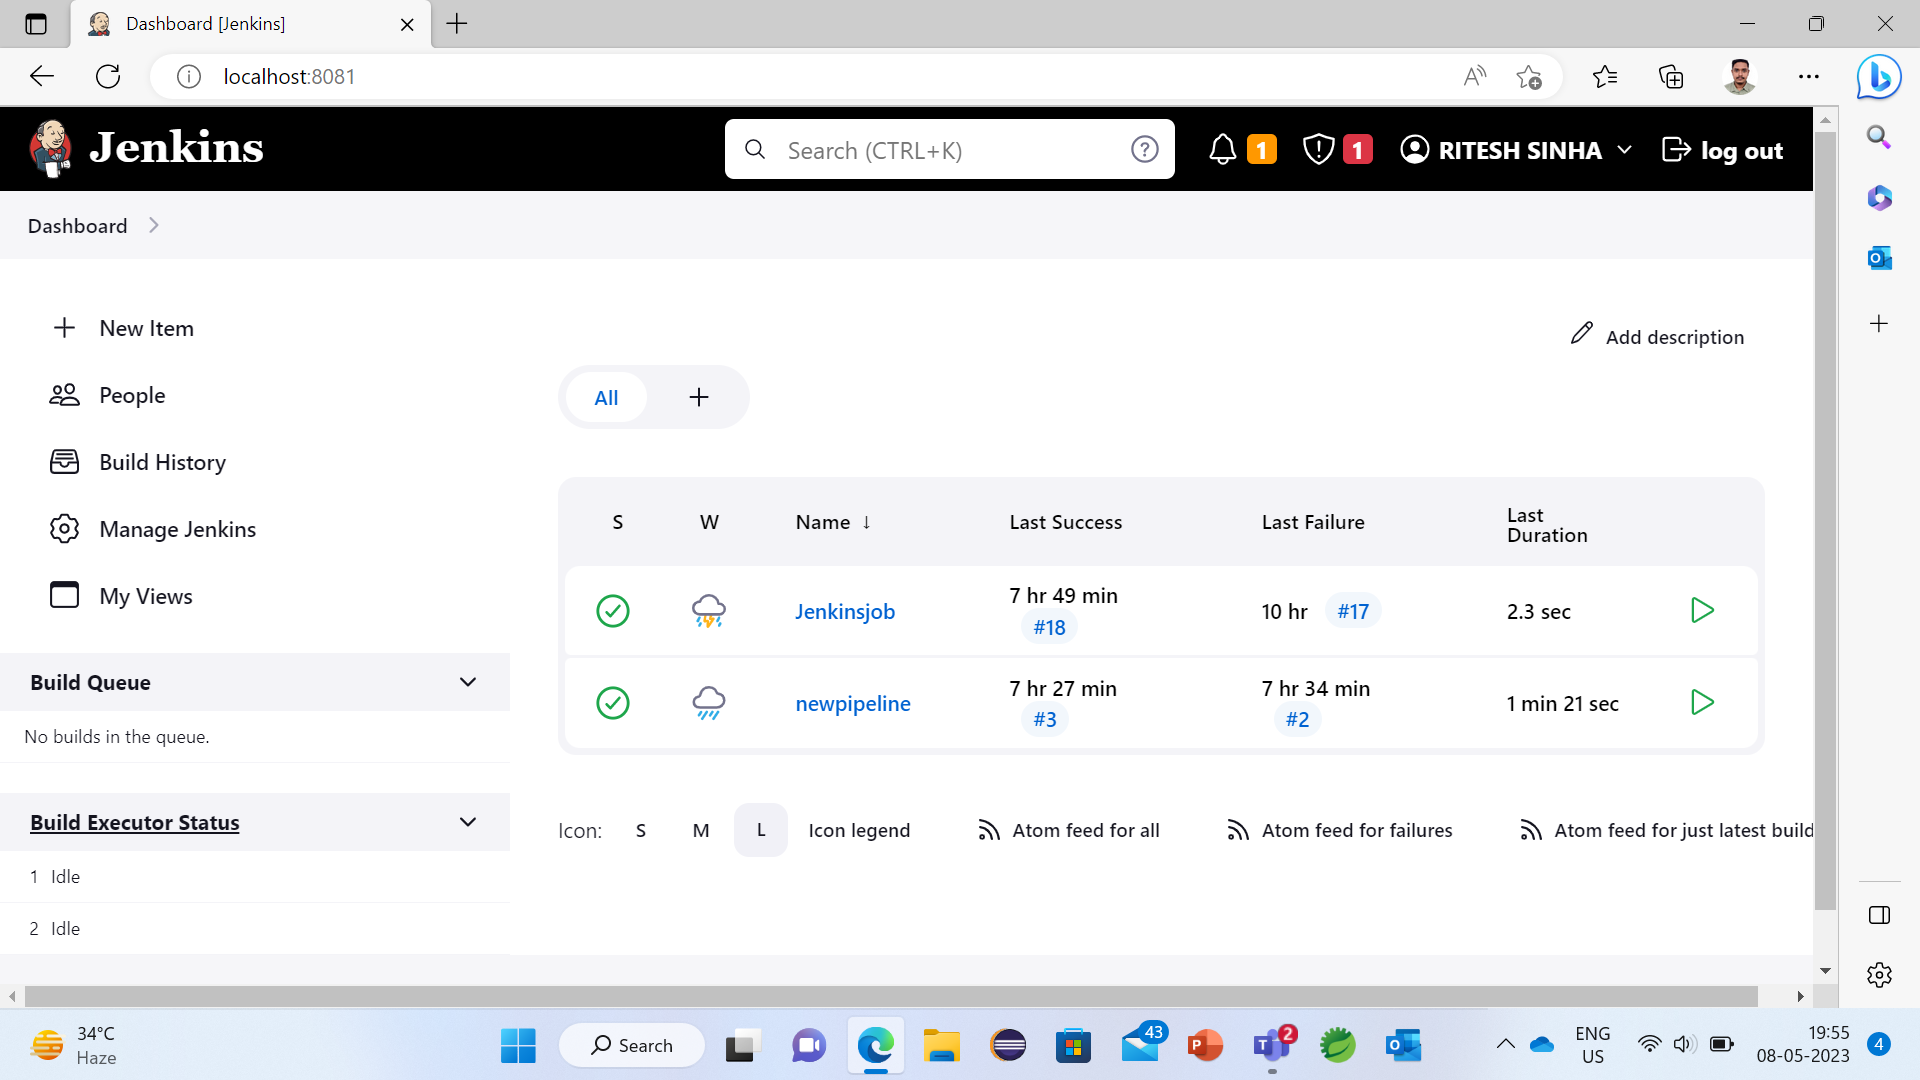 Dashboard [Jenkins]
localhost:8081
Jenkins
Search (CTRL+K)
1
1
RITESH SINHA
log out
Dashboard
New Item
People
Build History
Manage Jenkins
My Views
Build Queue
No builds in the queue.
Build Executor Status
1 Idle
2 Idle
Add description
All
S W Name ↓ Last Success Last Failure Last Duration
Jenkinsjob 7 hr 49 min #18 10 hr #17 2.3 sec
newpipeline 7 hr 27 min #3 7 hr 34 min #2 1 min 21 sec
Icon: S M L Icon legend Atom feed for all Atom feed for failures Atom feed for just latest build
34°C
Haze
Search
43
2
ENG
US
19:55
08-05-2023
4